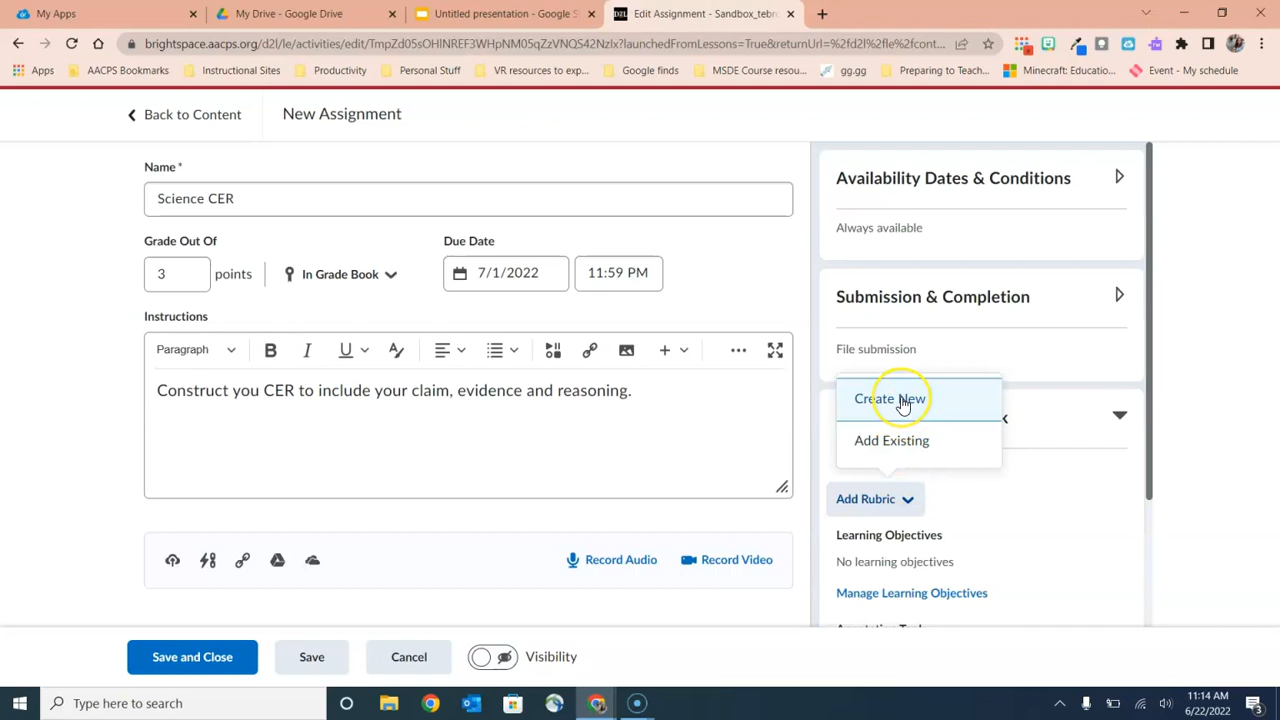 My Apps
My Drive - Google Drive
Untitled presentation - Google S
D2L
Edit Assignment - Sandbox_tebro
brightspace.aacps.org/d2l/le/activities/edit/TmpZd05scHlNEF3WHpNM05qZzVNQS42Nzlx?launchedFromLessons=True&returnUrl=%2fd2l%2fle%2fcont...
Apps
AACPS Bookmarks
Instructional Sites
Productivity
Personal Stuff
VR resources to exp...
Google finds
MSDE Course resou...
gg.gg
Preparing to Teach...
Minecraft: Educatio...
Event - My schedule
Back to Content
New Assignment
Name *
Science CER
Grade Out Of
3
points
In Grade Book
Due Date
7/1/2022
11:59 PM
Instructions
Paragraph
Construct you CER to include your claim, evidence and reasoning.
Record Audio
Record Video
Availability Dates & Conditions
Always available
Submission & Completion
File submission
Create New
Add Existing
k
Add Rubric
Learning Objectives
No learning objectives
Manage Learning Objectives
Save and Close
Save
Cancel
Visibility
Type here to search
11:14 AM
6/22/2022
3